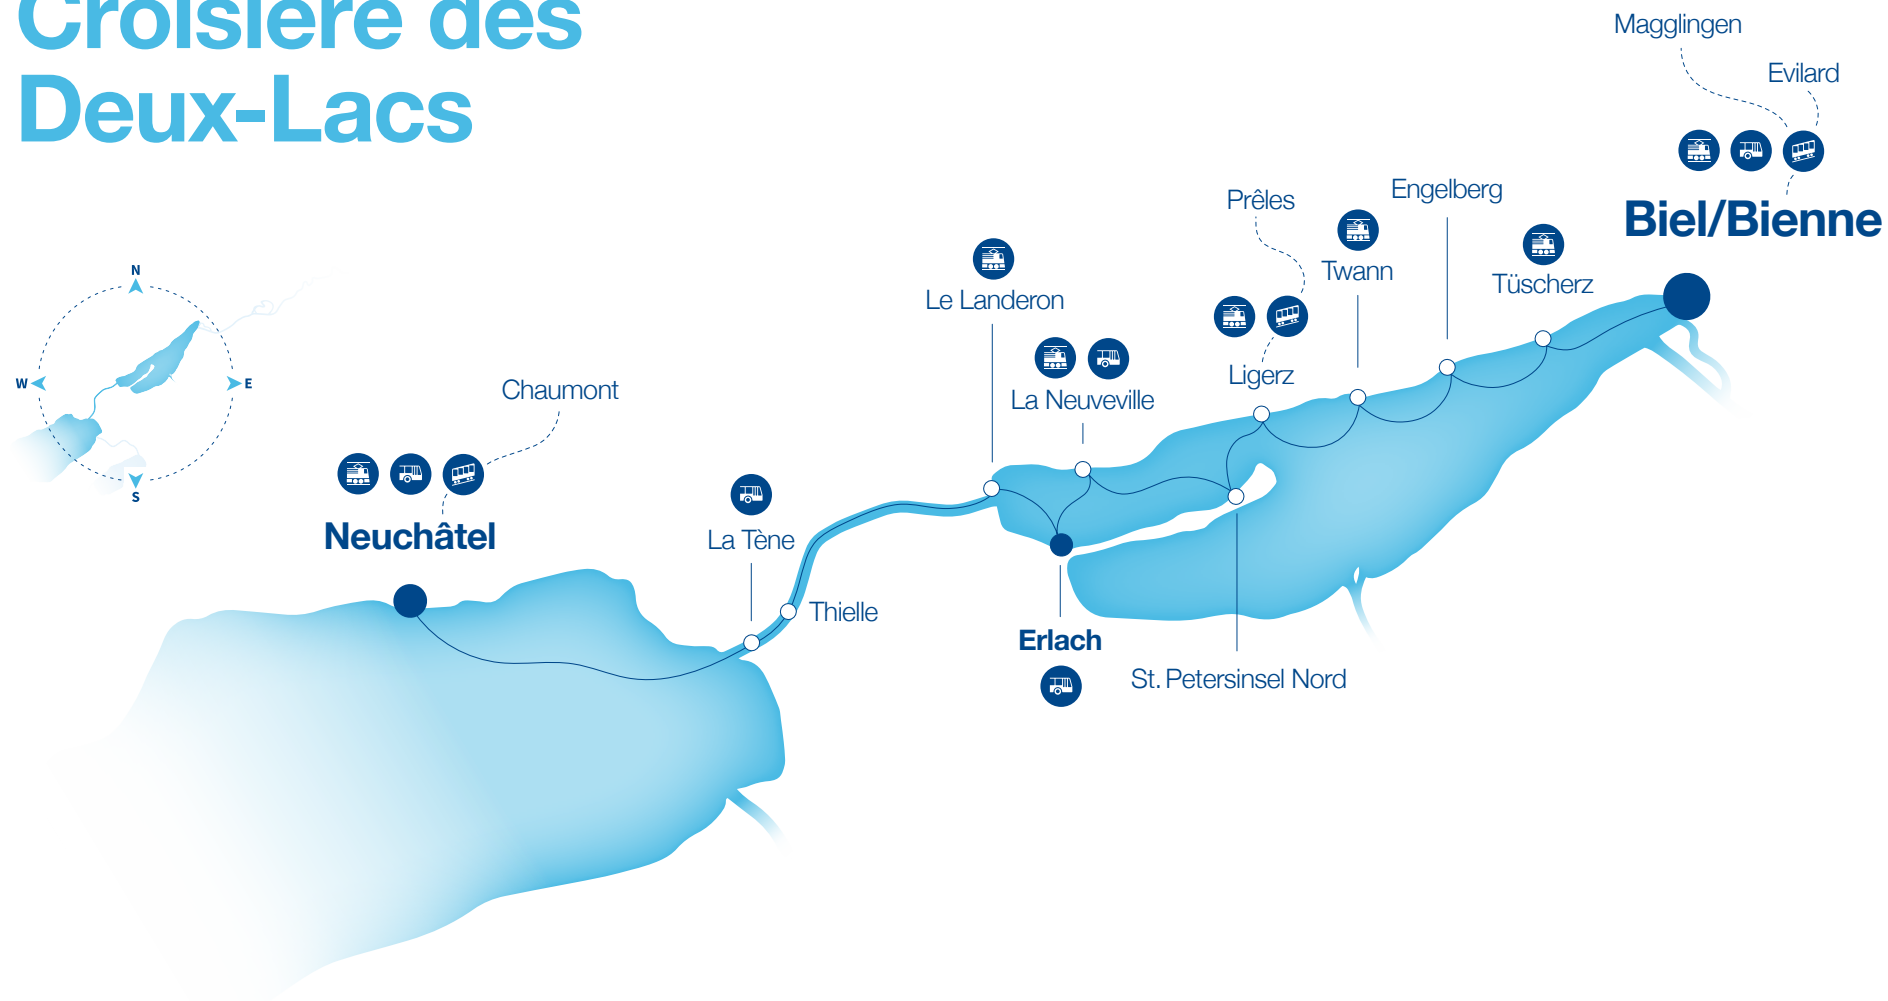 Croisière des
Deux-Lacs
Magglingen
Evilard
Biel/Bienne
Engelberg
Prêles
Twann
Tüscherz
Le Landeron
Ligerz
La Neuveville
N
W
E
S
Chaumont
Neuchâtel
La Tène
Thielle
Erlach
St. Petersinsel Nord